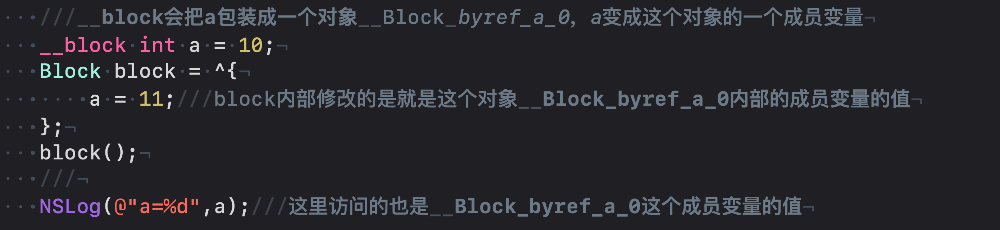 ///__block会把a包装成一个对象__Block_byref_a_0，a变成这个对象的一个成员变量
__block int a = 10;
Block block = ^{
a = 11;///block内部修改的是就是这个对象__Block_byref_a_0内部的成员变量的值
};
block();
///
NSLog(@"a=%d",a);///这里访问的也是__Block_byref_a_0这个成员变量的值